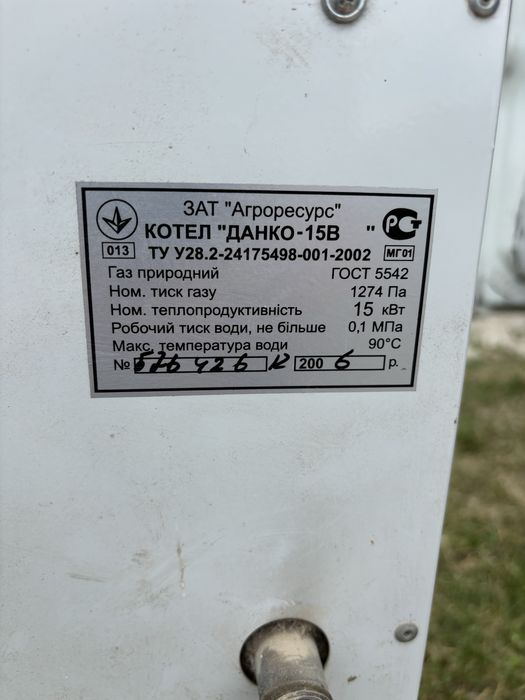 ЗАТ "Агроресурс"
КОТЕЛ "ДАНКО-15В "
013
ТУ У28.2-24175498-001-2002
МГ01
Газ природний ГОСТ 5542
Ном. тиск газу 1274 Па
Ном. теплопродуктивність 15 кВт
Робочий тиск води, не більше 0,1 МПа
Макс. температура води 90°С
№ 200 6 р.